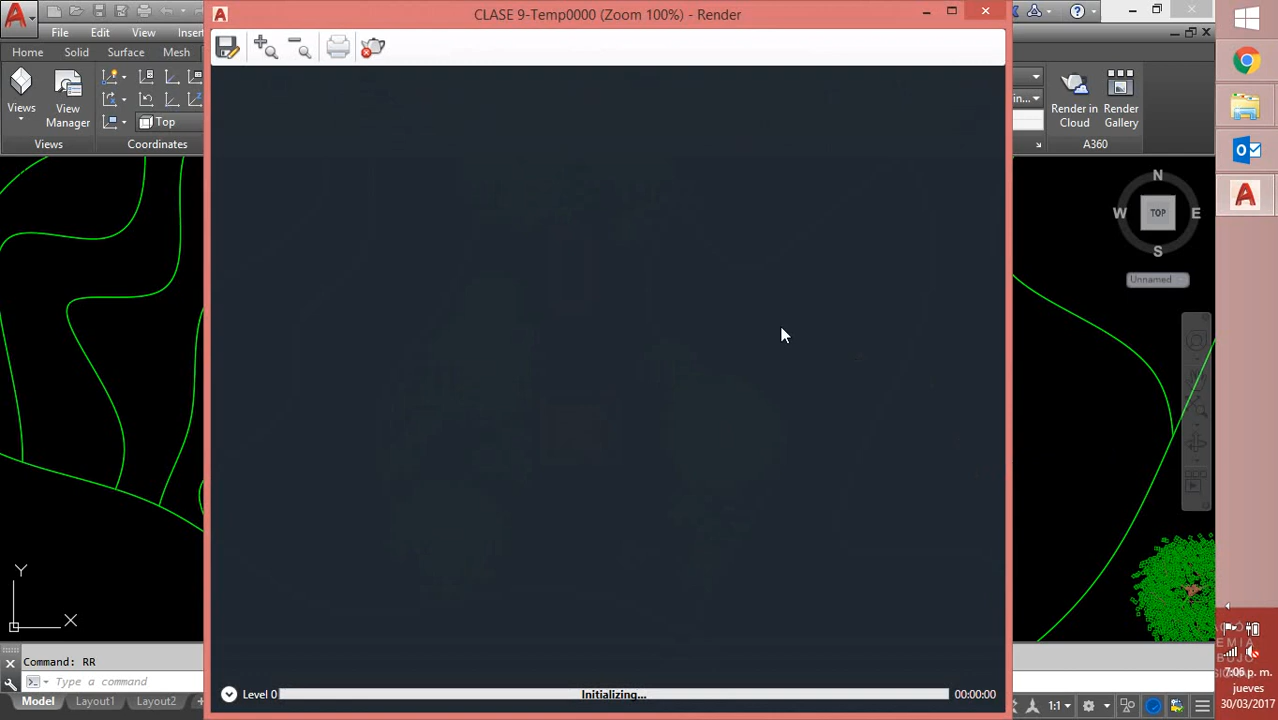 CLASE 9-Temp0000 (Zoom 100%) - Render
File Edit View Inser
Home Solid Surface Mesh
Views
View
Manager
Views
Top
Coordinates
in...
Render in
Cloud
Render
Gallery
A360
N
W TOP E
S
Unnamed
Y
X
Command: RR
Type a command
Level 0 Initializing... 00:00:00
Model Layout1 Layout2 +
1:1
7:06 p. m.
jueves
30/03/2017